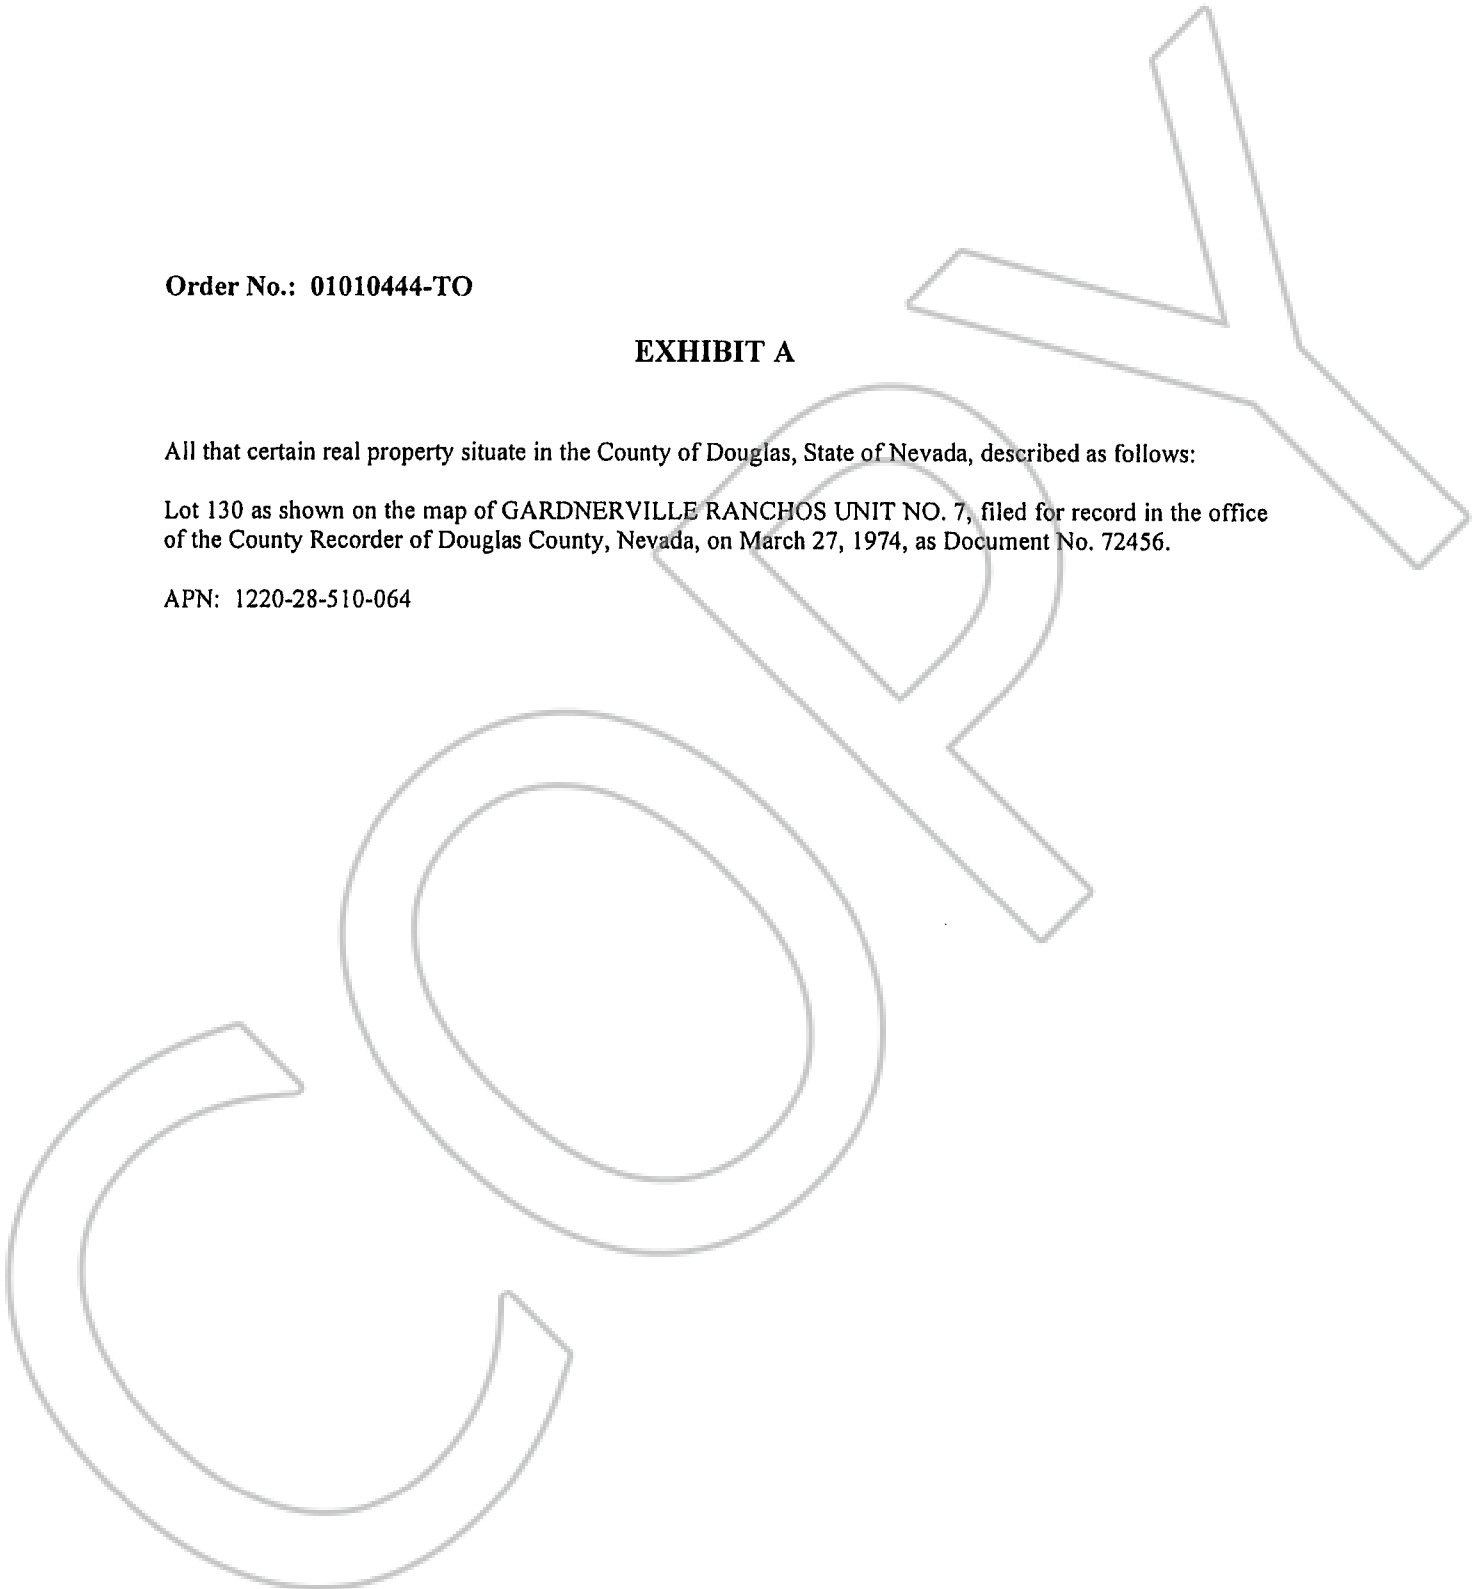 Order No.: 01010444-TO
EXHIBIT A
All that certain real property situate in the County of Douglas, State of Nevada, described as follows:
Lot 130 as shown on the map of GARDNERVILLE RANCHOS UNIT NO. 7, filed for record in the office
of the County Recorder of Douglas County, Nevada, on March 27, 1974, as Document No. 72456.
APN: 1220-28-510-064
COPY